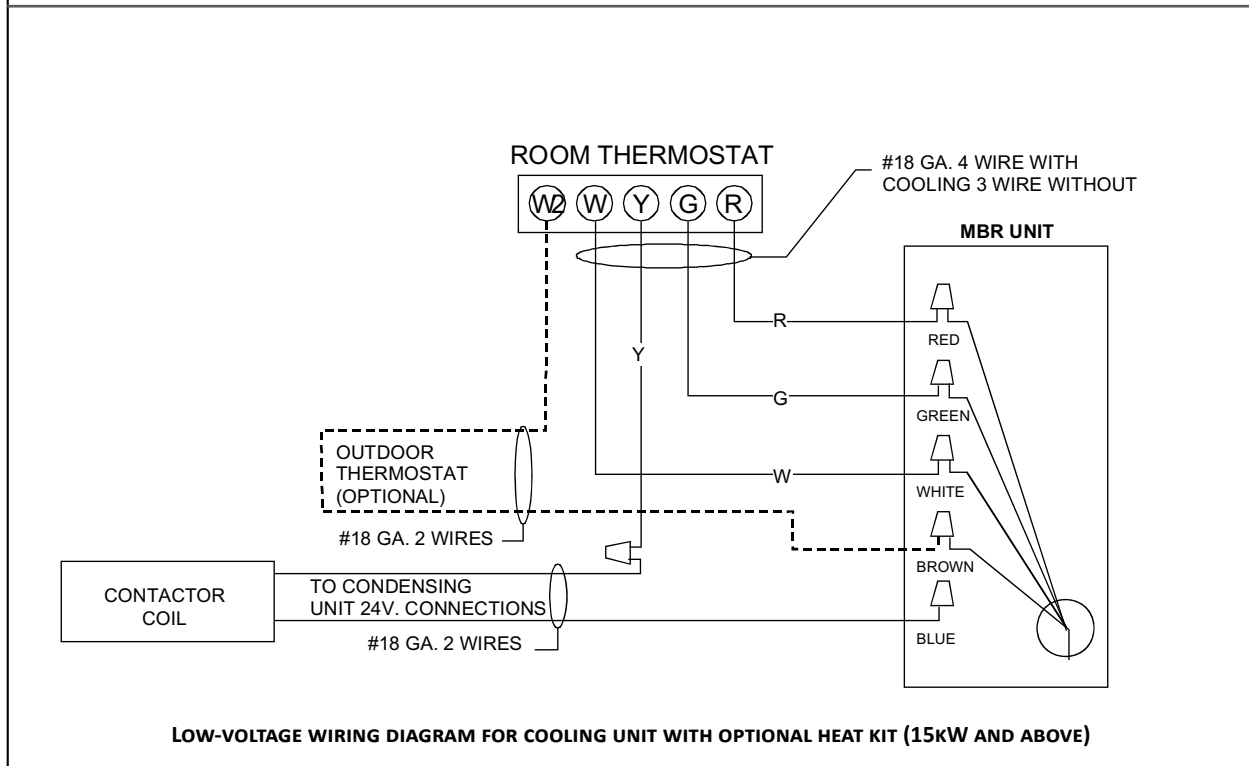 ROOM THERMOSTAT
W2 W Y G R
#18 GA. 4 WIRE WITH
COOLING 3 WIRE WITHOUT
MBR UNIT
R
RED
Y
G
GREEN
OUTDOOR
THERMOSTAT
(OPTIONAL)
W
WHITE
#18 GA. 2 WIRES
BROWN
CONTACTOR
COIL
TO CONDENSING
UNIT 24V. CONNECTIONS
#18 GA. 2 WIRES
BLUE
LOW-VOLTAGE WIRING DIAGRAM FOR COOLING UNIT WITH OPTIONAL HEAT KIT (15KW AND ABOVE)